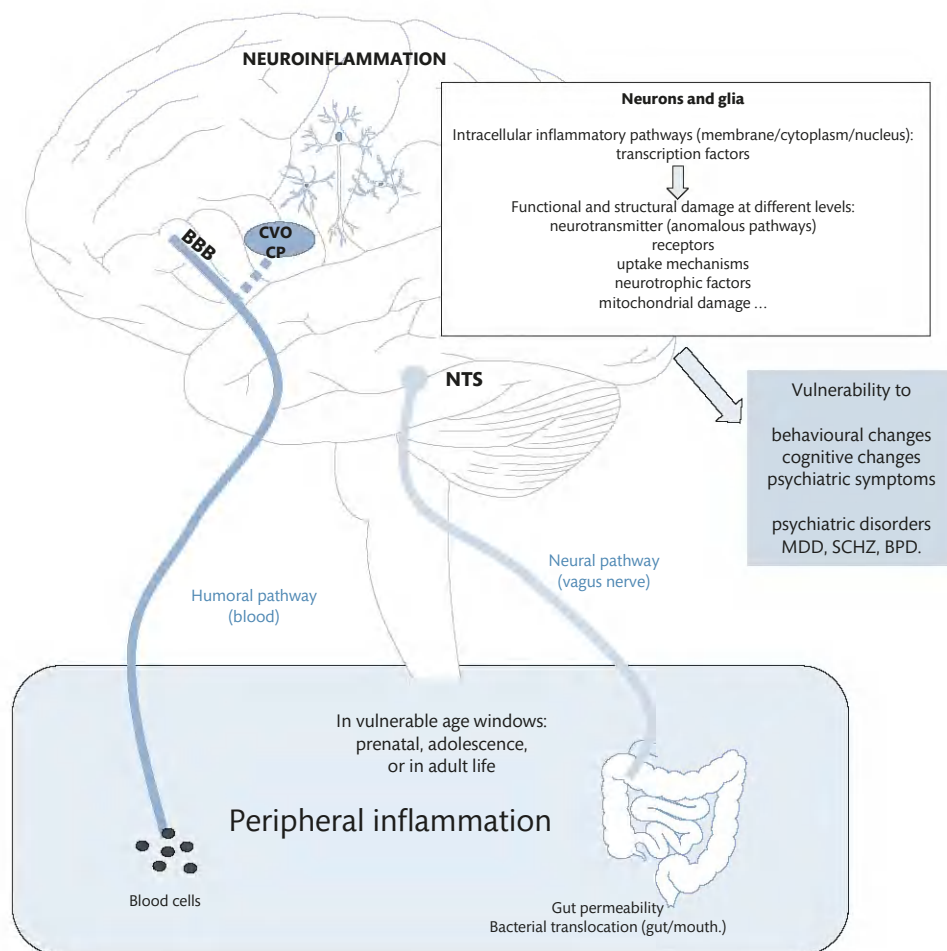 NEUROINFLAMMATION
Neurons and glia
Intracellular inflammatory pathways (membrane/cytoplasm/nucleus):
transcription factors
Functional and structural damage at different levels:
neurotransmitter (anomalous pathways)
receptors
uptake mechanisms
neurotrophic factors
mitochondrial damage ...
BBB
CVO
CP
NTS
Vulnerability to
behavioural changes
cognitive changes
psychiatric symptoms
psychiatric disorders
MDD, SCHZ, BPD.
Neural pathway
(vagus nerve)
Humoral pathway
(blood)
In vulnerable age windows:
prenatal, adolescence,
or in adult life
Peripheral inflammation
Blood cells
Gut permeability
Bacterial translocation (gut/mouth.)